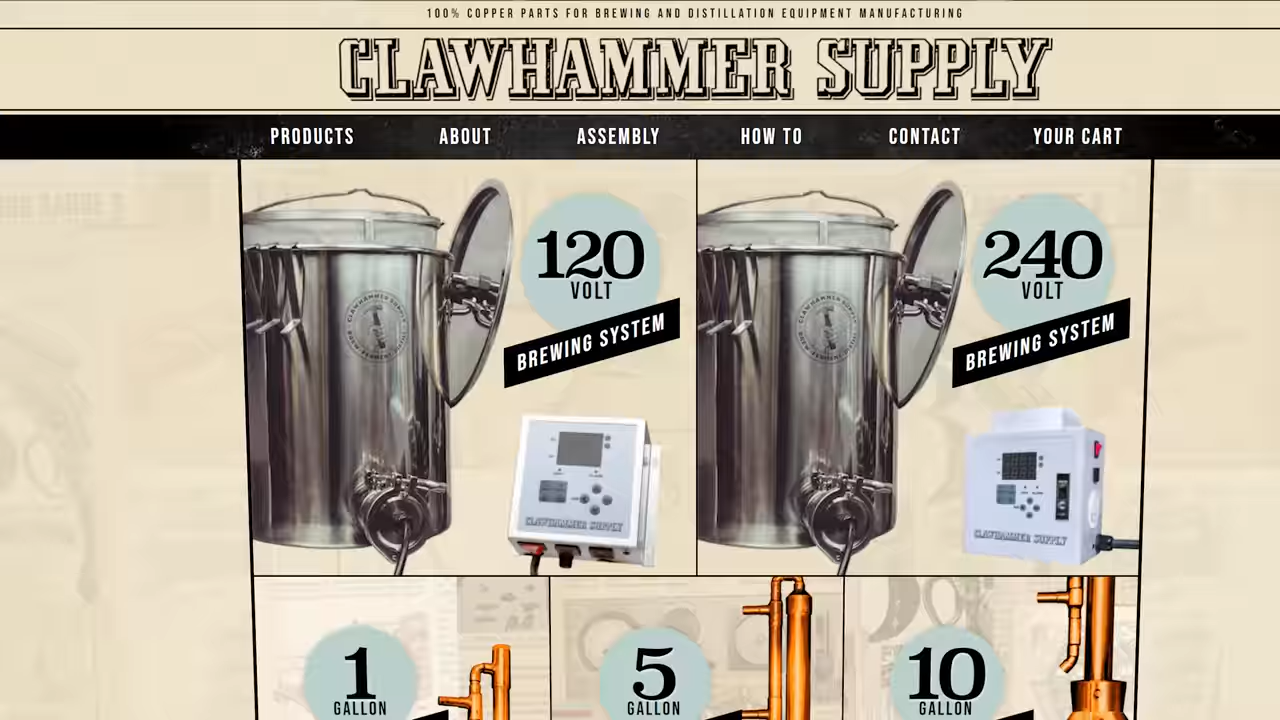 100% COPPER PARTS FOR BREWING AND DISTILLATION EQUIPMENT MANUFACTURING
CLAWHAMMER SUPPLY
PRODUCTS ABOUT ASSEMBLY HOW TO CONTACT YOUR CART
120
VOLT
BREWING SYSTEM
CLAWHAMMER SUPPLY
240
VOLT
BREWING SYSTEM
CLAWHAMMER SUPPLY
1
GALLON
5
GALLON
10
GALLON